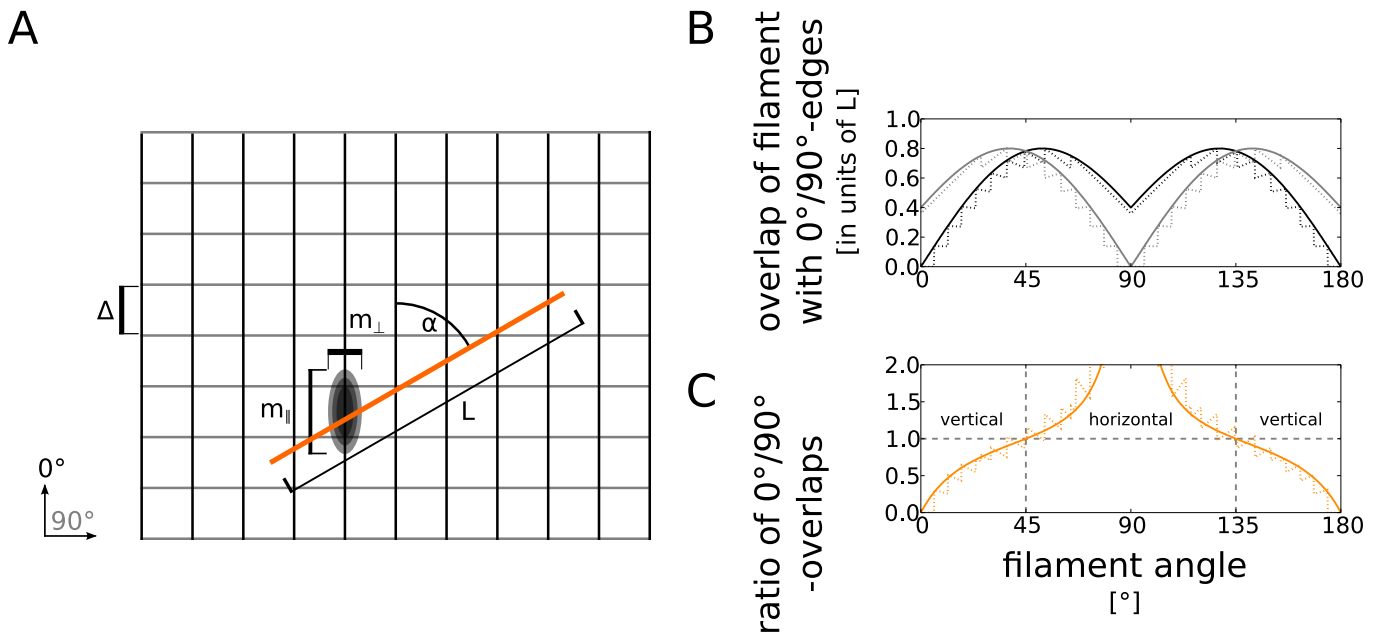 A
Δ
m⊥
α
m∥
L
0°
90°
B
overlap of filament
with 0°/90°-edges
[in units of L]
1.0
0.8
0.6
0.4
0.2
0.0
0
45
90
135
180
C
ratio of 0°/90°
-overlaps
2.0
1.5
1.0
0.5
0.0
vertical
horizontal
vertical
0
45
90
135
180
filament angle
[°]